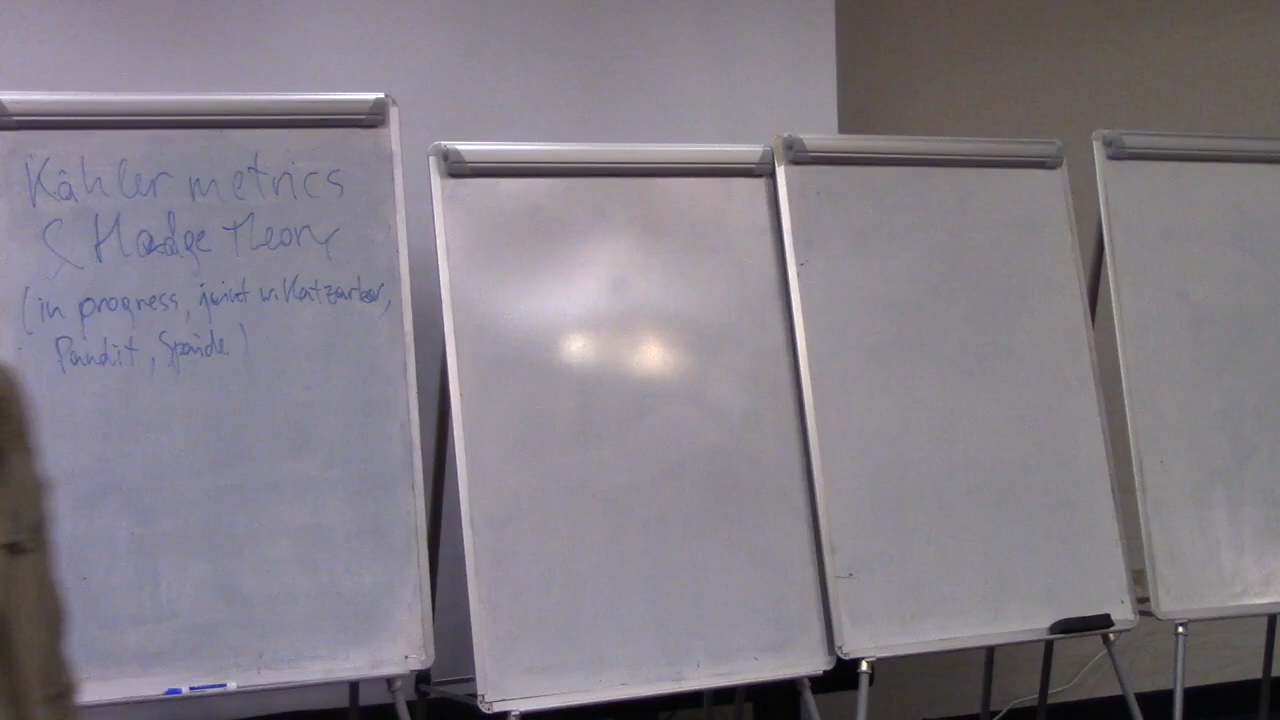 Kähler metrics
& Hodge Theory
(in progress, joint w. Katzarkov,
Pandit, Spaide)